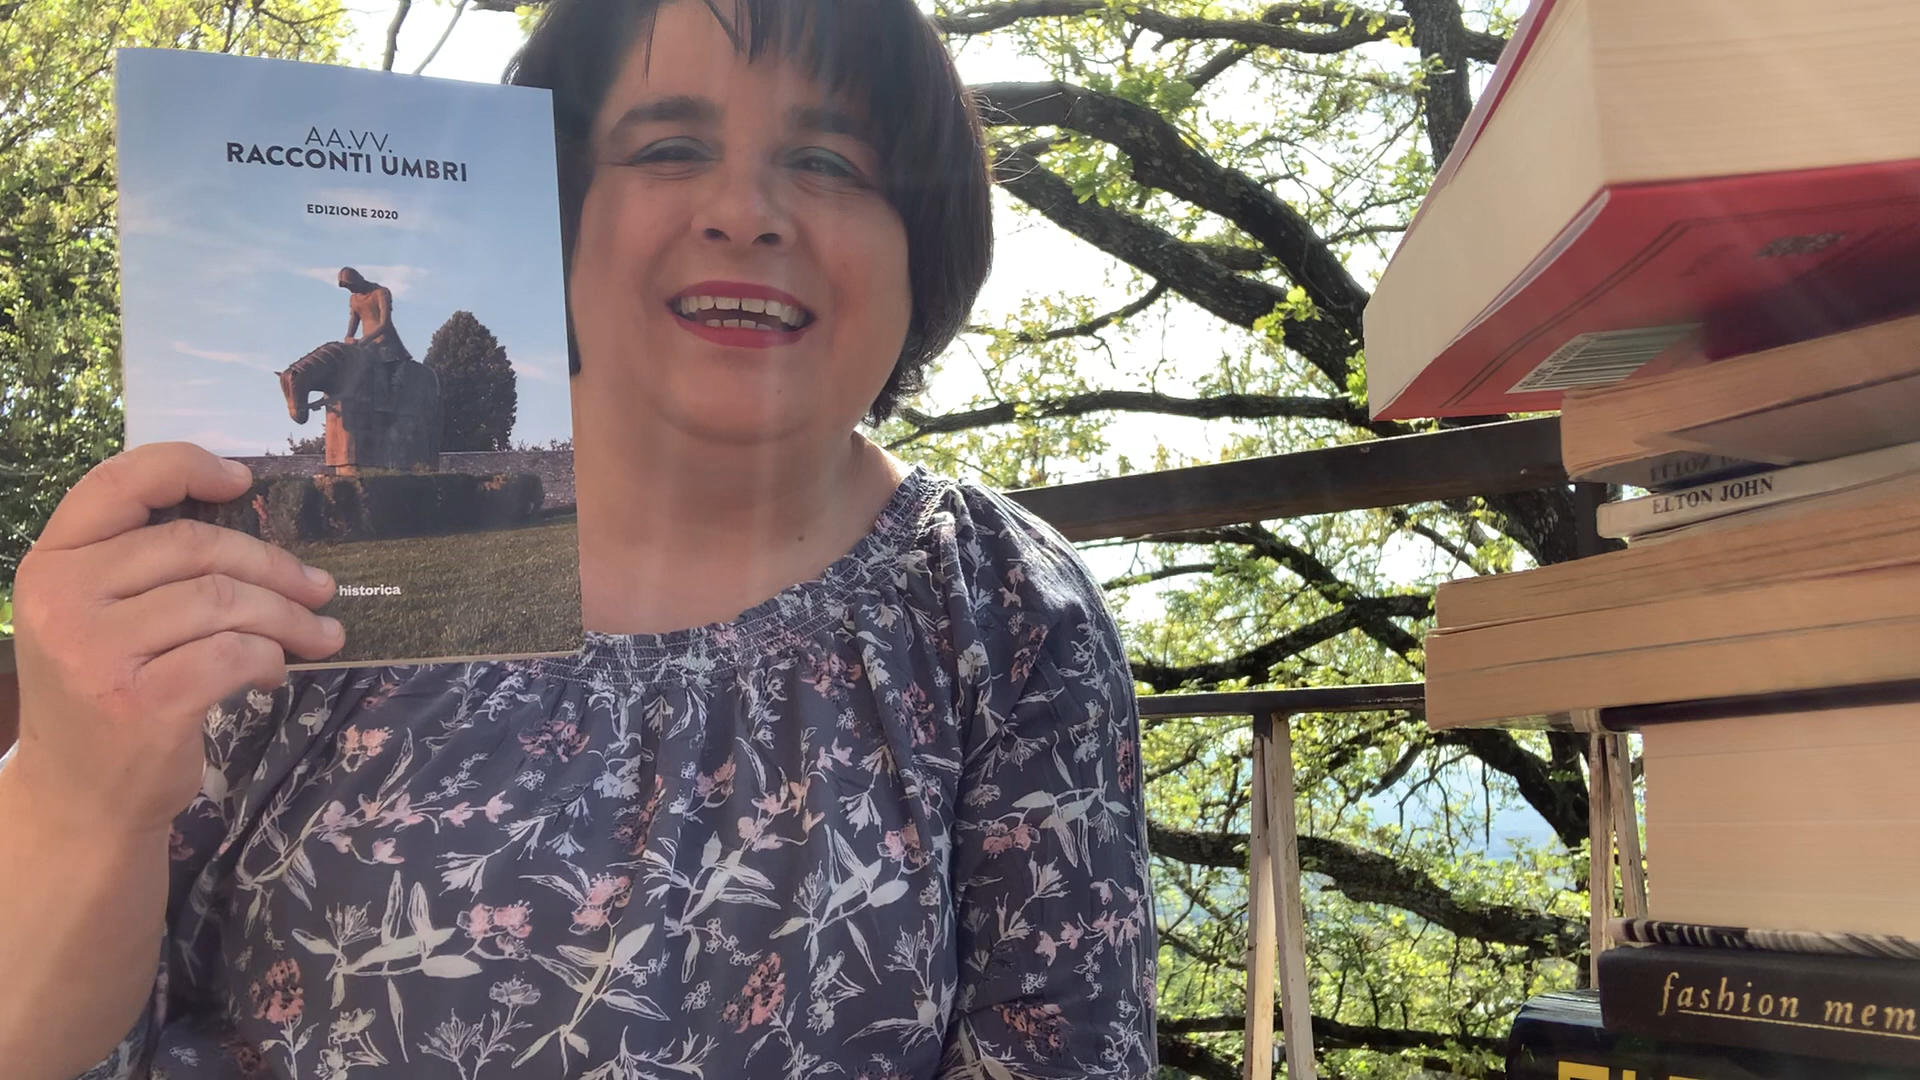 AA.VV.
RACCONTI UMBRI
EDIZIONE 2020
historica
ELTON JOHN
fashion mem